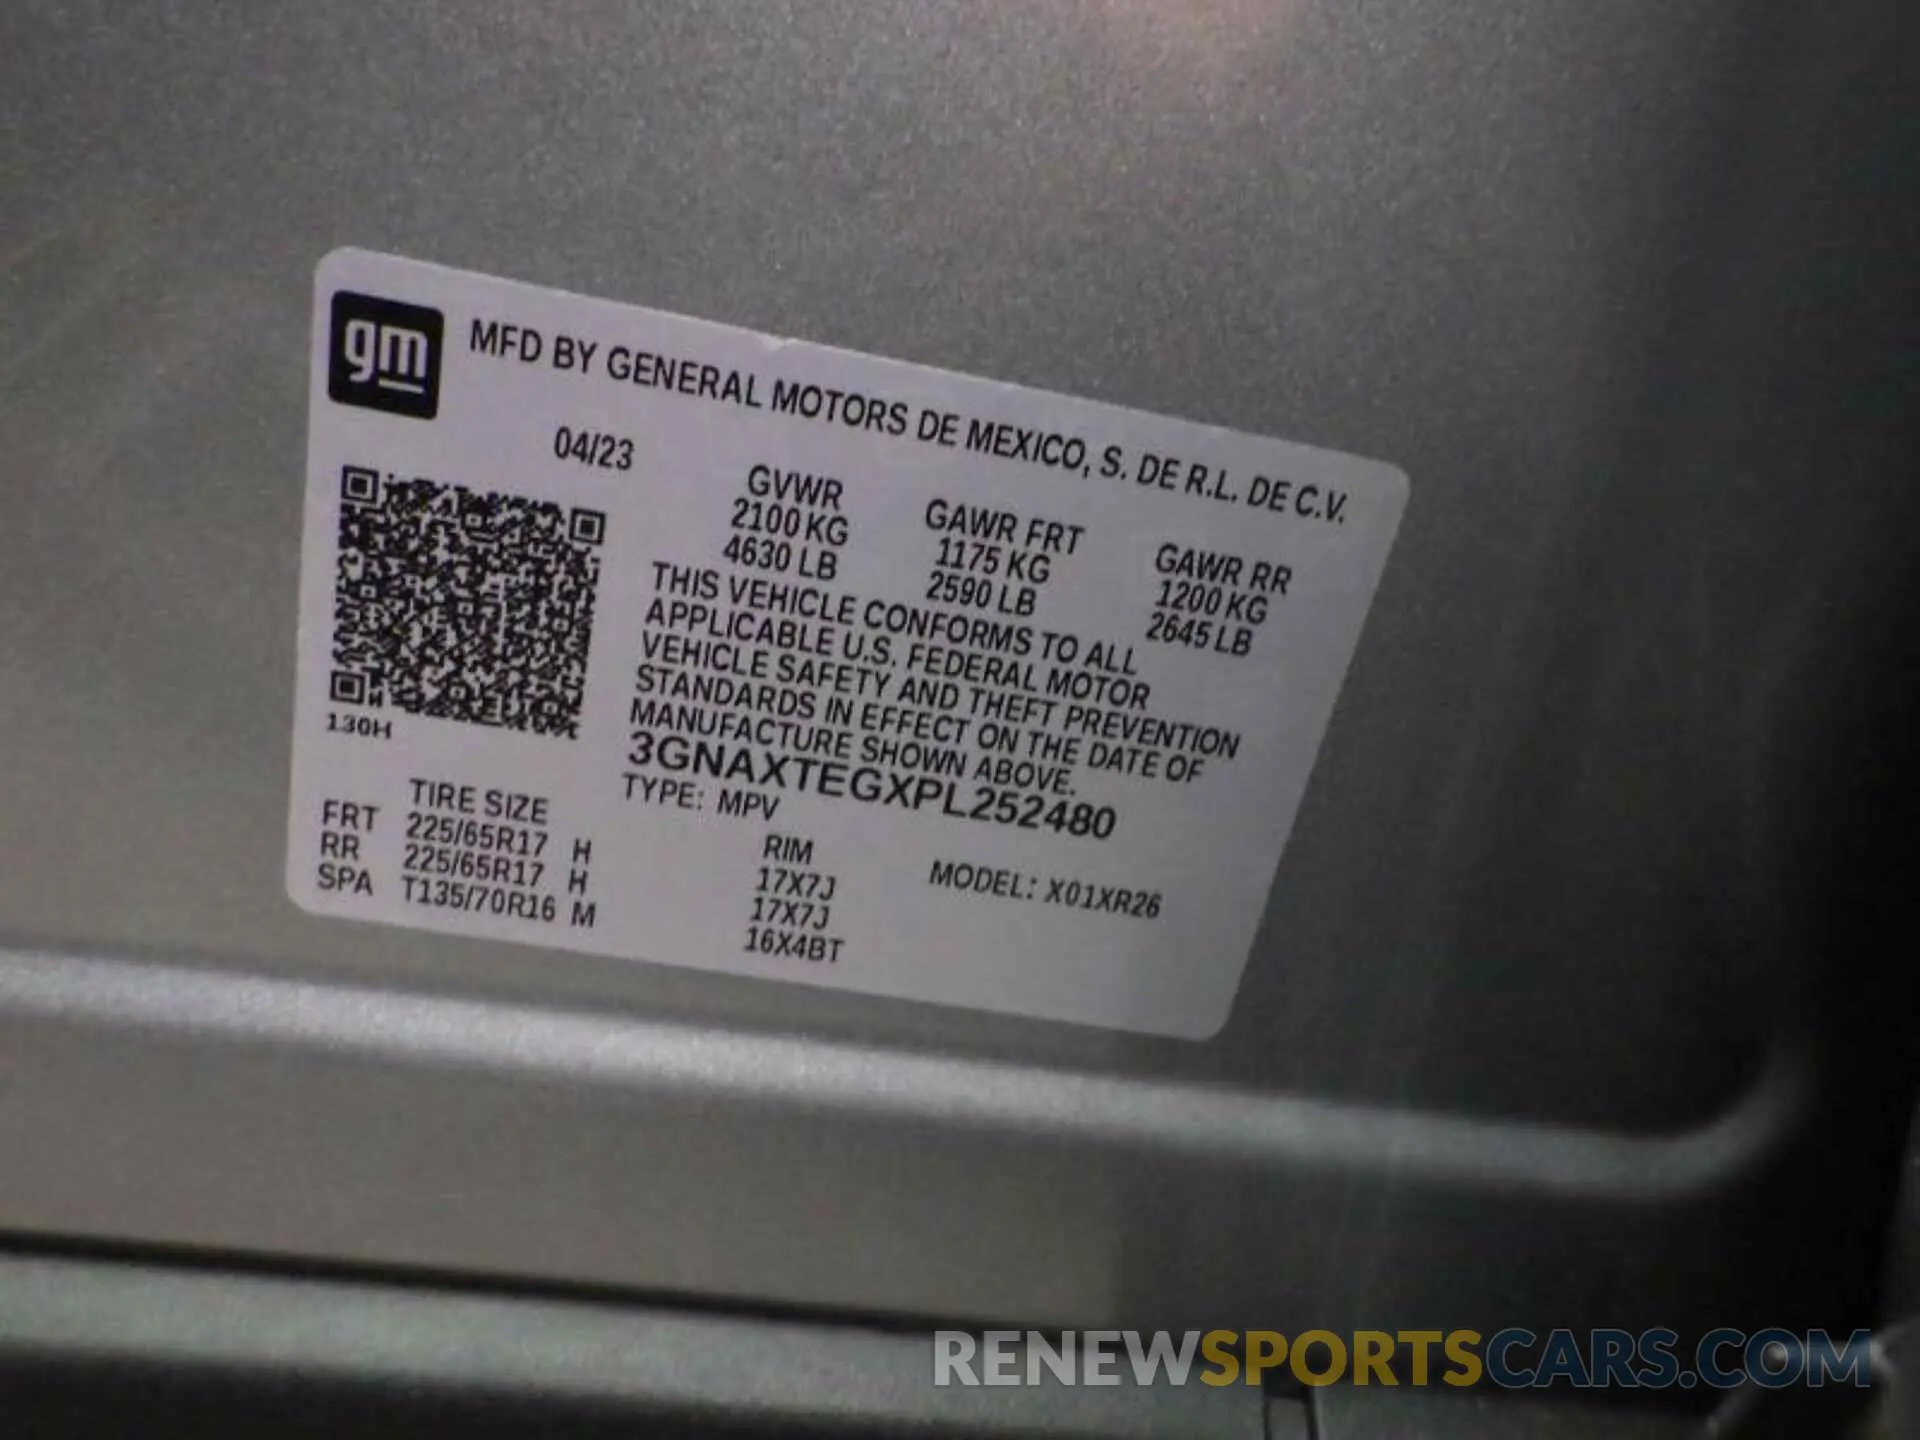 gm
MFD BY GENERAL MOTORS DE MEXICO, S. DE R.L. DE C.V.
04/23
GVWR GAWR FRT GAWR RR
2100 KG 1175 KG 1200 KG
4630 LB 2590 LB 2645 LB
THIS VEHICLE CONFORMS TO ALL
APPLICABLE U.S. FEDERAL MOTOR
VEHICLE SAFETY AND THEFT PREVENTION
STANDARDS IN EFFECT ON THE DATE OF
MANUFACTURE SHOWN ABOVE.
3GNAXTEGXPL252480
TYPE: MPV
130H
TIRE SIZE RIM MODEL: X01XR26
FRT 225/65R17 H 17X7J
RR 225/65R17 H 17X7J
SPA T135/70R16 M 16X4BT
RENEWSPORTSCARS.COM